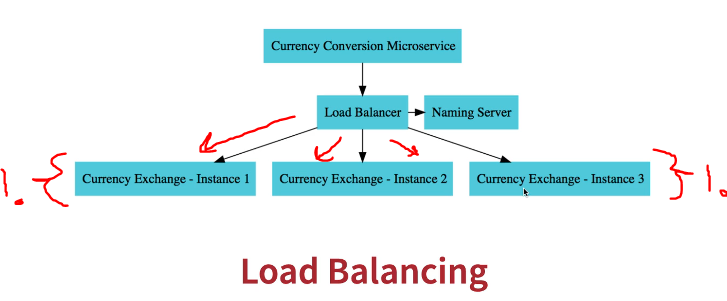 Currency Conversion Microservice
Load Balancer
Naming Server
Currency Exchange - Instance 1
Currency Exchange - Instance 2
Currency Exchange - Instance 3
1.
1.
Load Balancing